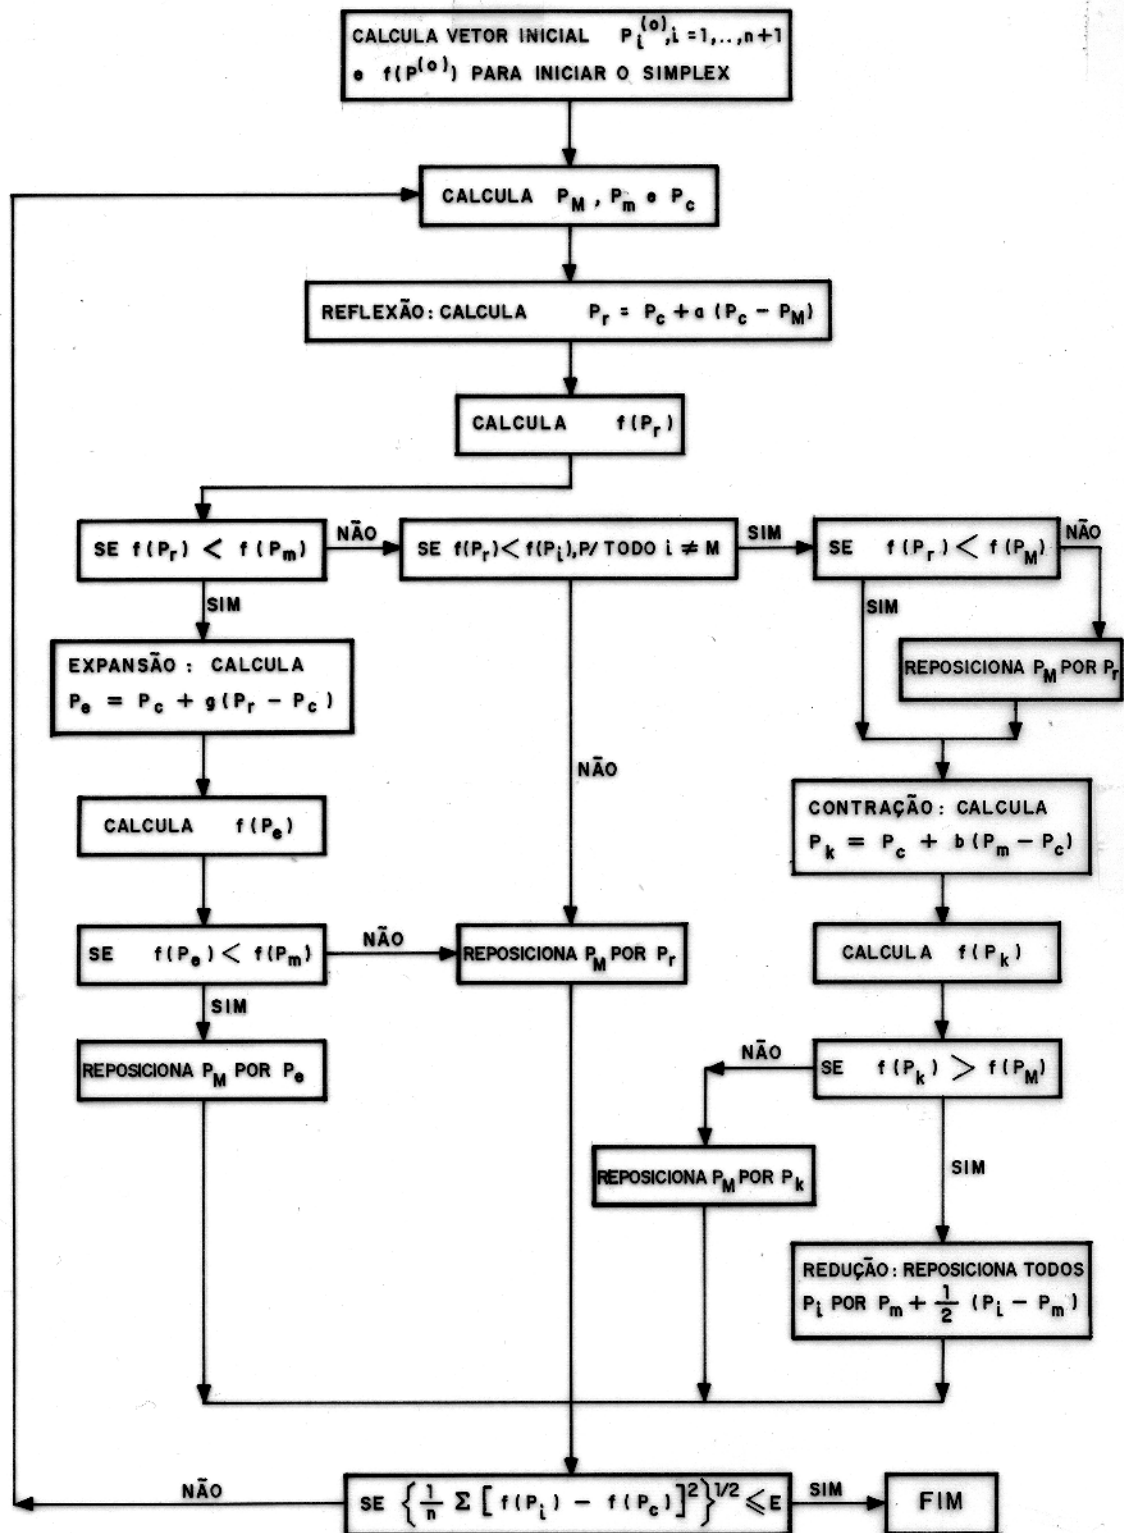 CALCULA VETOR INICIAL P_i^(o), i = 1,..,n+1
e f(P^(o)) PARA INICIAR O SIMPLEX
CALCULA P_M , P_m e P_c
REFLEXÃO: CALCULA P_r = P_c + a (P_c − P_M)
CALCULA f(P_r)
SE f(P_r) < f(P_m)
NÃO
SE f(P_r) < f(P_i), P/ TODO i ≠ M
SIM
SE f(P_r) < f(P_M)
NÃO
SIM
SIM
EXPANSÃO : CALCULA
P_e = P_c + g(P_r − P_c)
REPOSICIONA P_M POR P_r
NÃO
CALCULA f(P_e)
CONTRAÇÃO: CALCULA
P_k = P_c + b(P_m − P_c)
SE f(P_e) < f(P_m)
NÃO
REPOSICIONA P_M POR P_r
CALCULA f(P_k)
SIM
REPOSICIONA P_M POR P_e
NÃO
SE f(P_k) > f(P_M)
REPOSICIONA P_M POR P_k
SIM
REDUÇÃO: REPOSICIONA TODOS
P_i POR P_m + 1/2 (P_i − P_m)
NÃO
SE {1/n Σ [f(P_i) − f(P_c)]^2}^1/2 ⩽ E
SIM
FIM